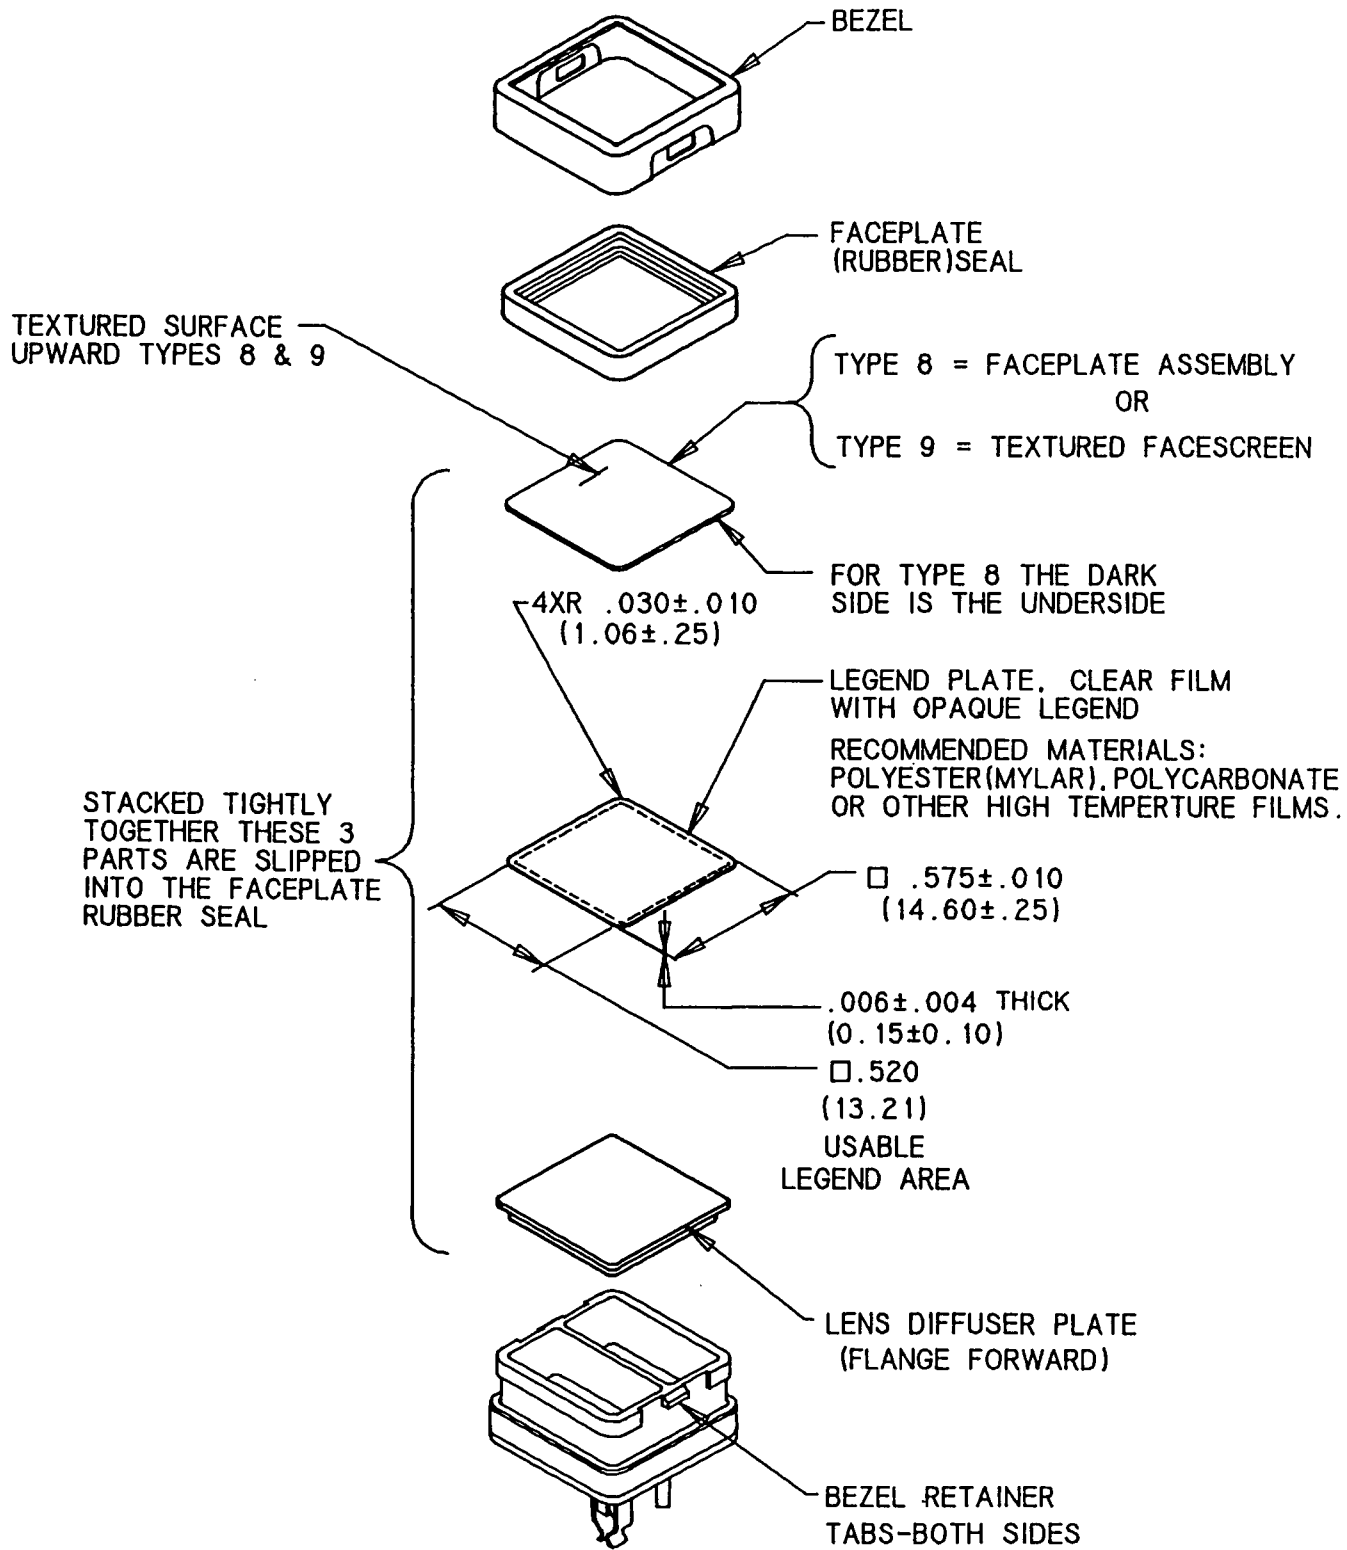 BEZEL
FACEPLATE
(RUBBER)SEAL
TEXTURED SURFACE
UPWARD TYPES 8 & 9
TYPE 8 = FACEPLATE ASSEMBLY
OR
TYPE 9 = TEXTURED FACESCREEN
FOR TYPE 8 THE DARK
SIDE IS THE UNDERSIDE
4XR .030±.010
(1.06±.25)
LEGEND PLATE, CLEAR FILM
WITH OPAQUE LEGEND
RECOMMENDED MATERIALS:
POLYESTER(MYLAR),POLYCARBONATE
OR OTHER HIGH TEMPERTURE FILMS.
STACKED TIGHTLY
TOGETHER THESE 3
PARTS ARE SLIPPED
INTO THE FACEPLATE
RUBBER SEAL
□ .575±.010
(14.60±.25)
.006±.004 THICK
(0.15±0.10)
□.520
(13.21)
USABLE
LEGEND AREA
LENS DIFFUSER PLATE
(FLANGE FORWARD)
BEZEL RETAINER
TABS-BOTH SIDES